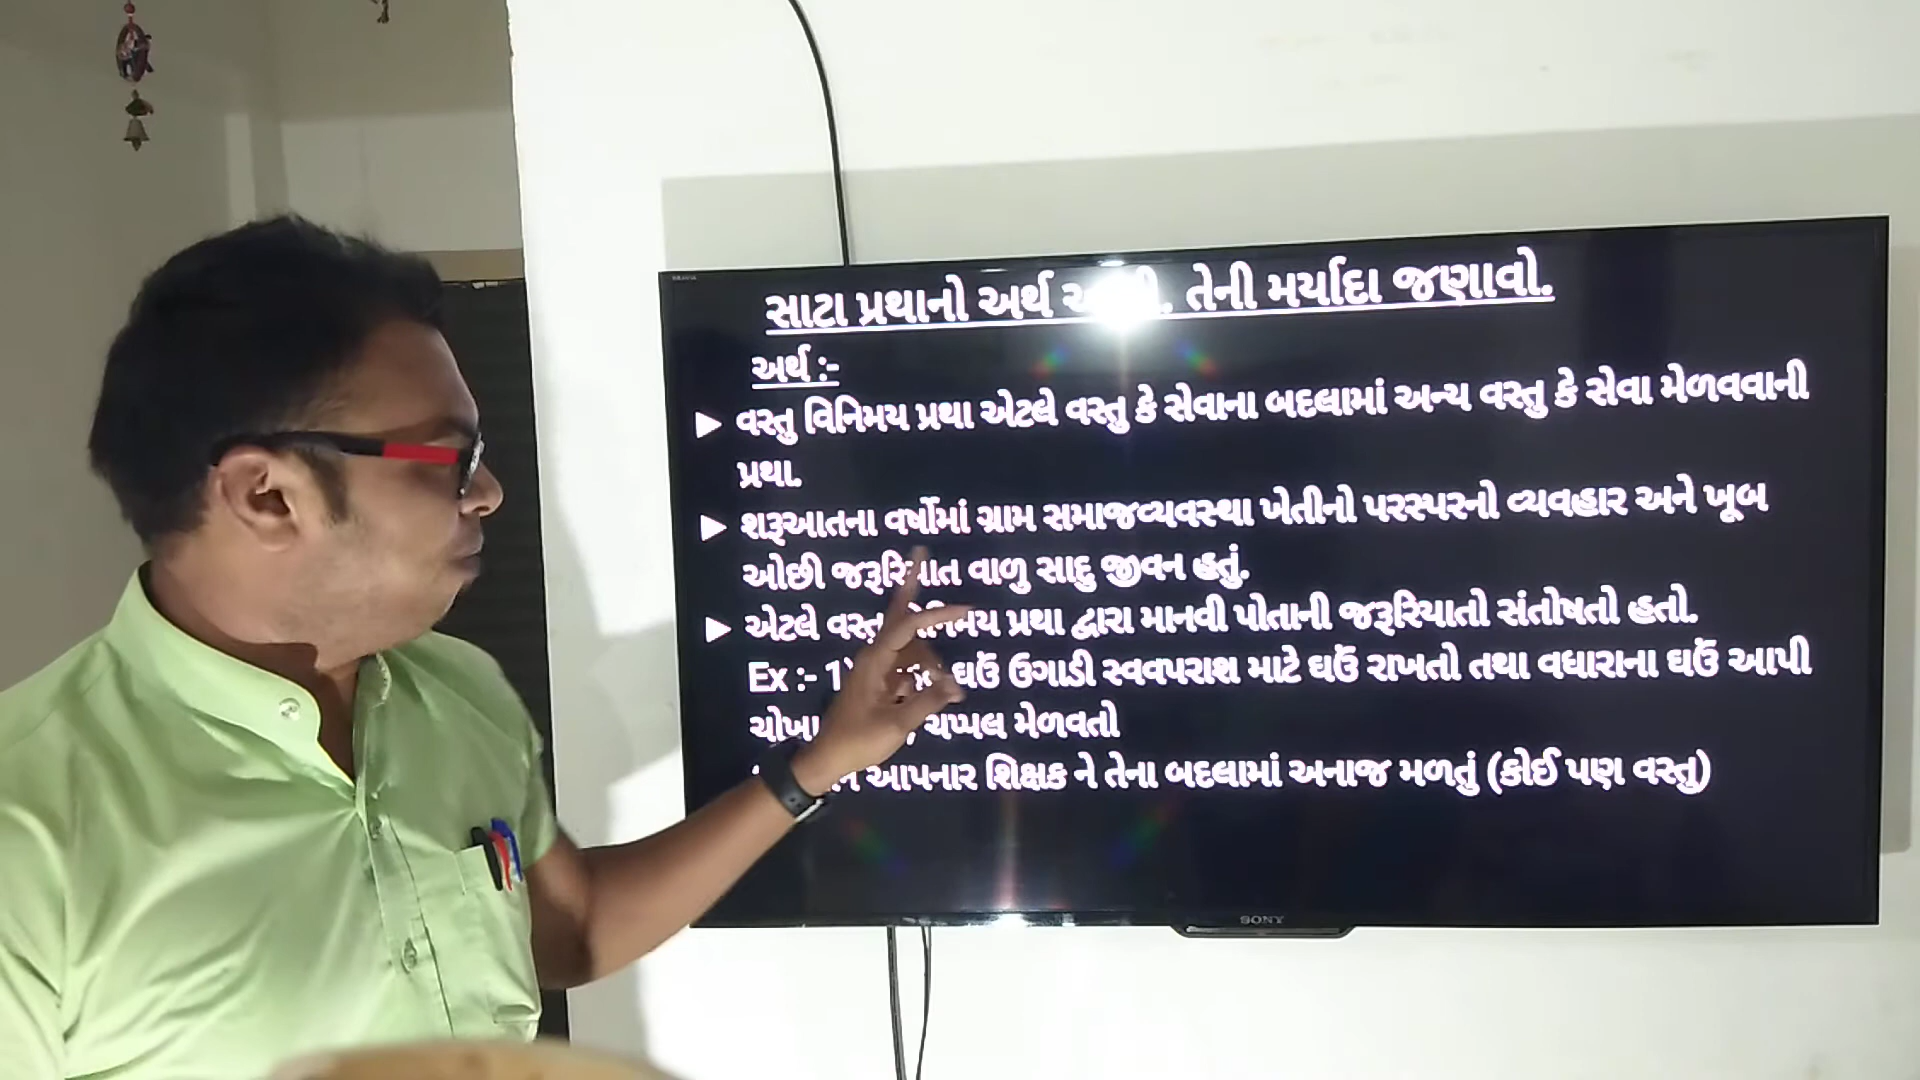 સાટા પ્રથાનો અર્થ તેની મર્યાદા જણાવો.
અર્થ :-
▶ વસ્તુ વિનિમય પ્રથા એટલે વસ્તુ કે સેવાના બદલામાં અન્ય વસ્તુ કે સેવા મેળવવાની
પ્રથા.
▶ શરૂઆતના વર્ષોમાં ગ્રામ સમાજવ્યવસ્થા ખેતીનો પરસ્પરનો વ્યવહાર અને ખૂબ
ઓછી જરૂરિયાત વાળુ સાદુ જીવન હતું.
▶ એટલે વસ્તુ વિનિમય પ્રથા દ્વારા માનવી પોતાની જરૂરિયાતો સંતોષતો હતો.
Ex :- 1) ઘઉં ઉગાડી સ્વવપરાશ માટે ઘઉં રાખતો તથા વધારાના ઘઉં આપી
ચોખા ચપ્પલ મેળવતો
આપનાર શિક્ષક ને તેના બદલામાં અનાજ મળતું (કોઈ પણ વસ્તુ)
SONY